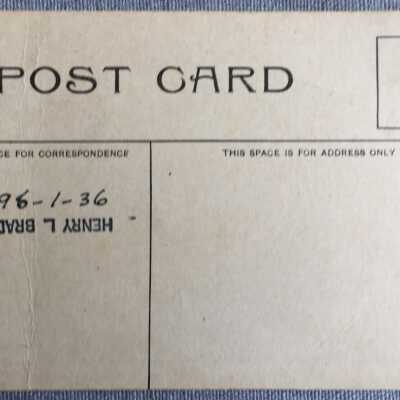 POST CARD
CE FOR CORRESPONDENCE
THIS SPACE IS FOR ADDRESS ONLY
96-1-36
HENRY L BRAD